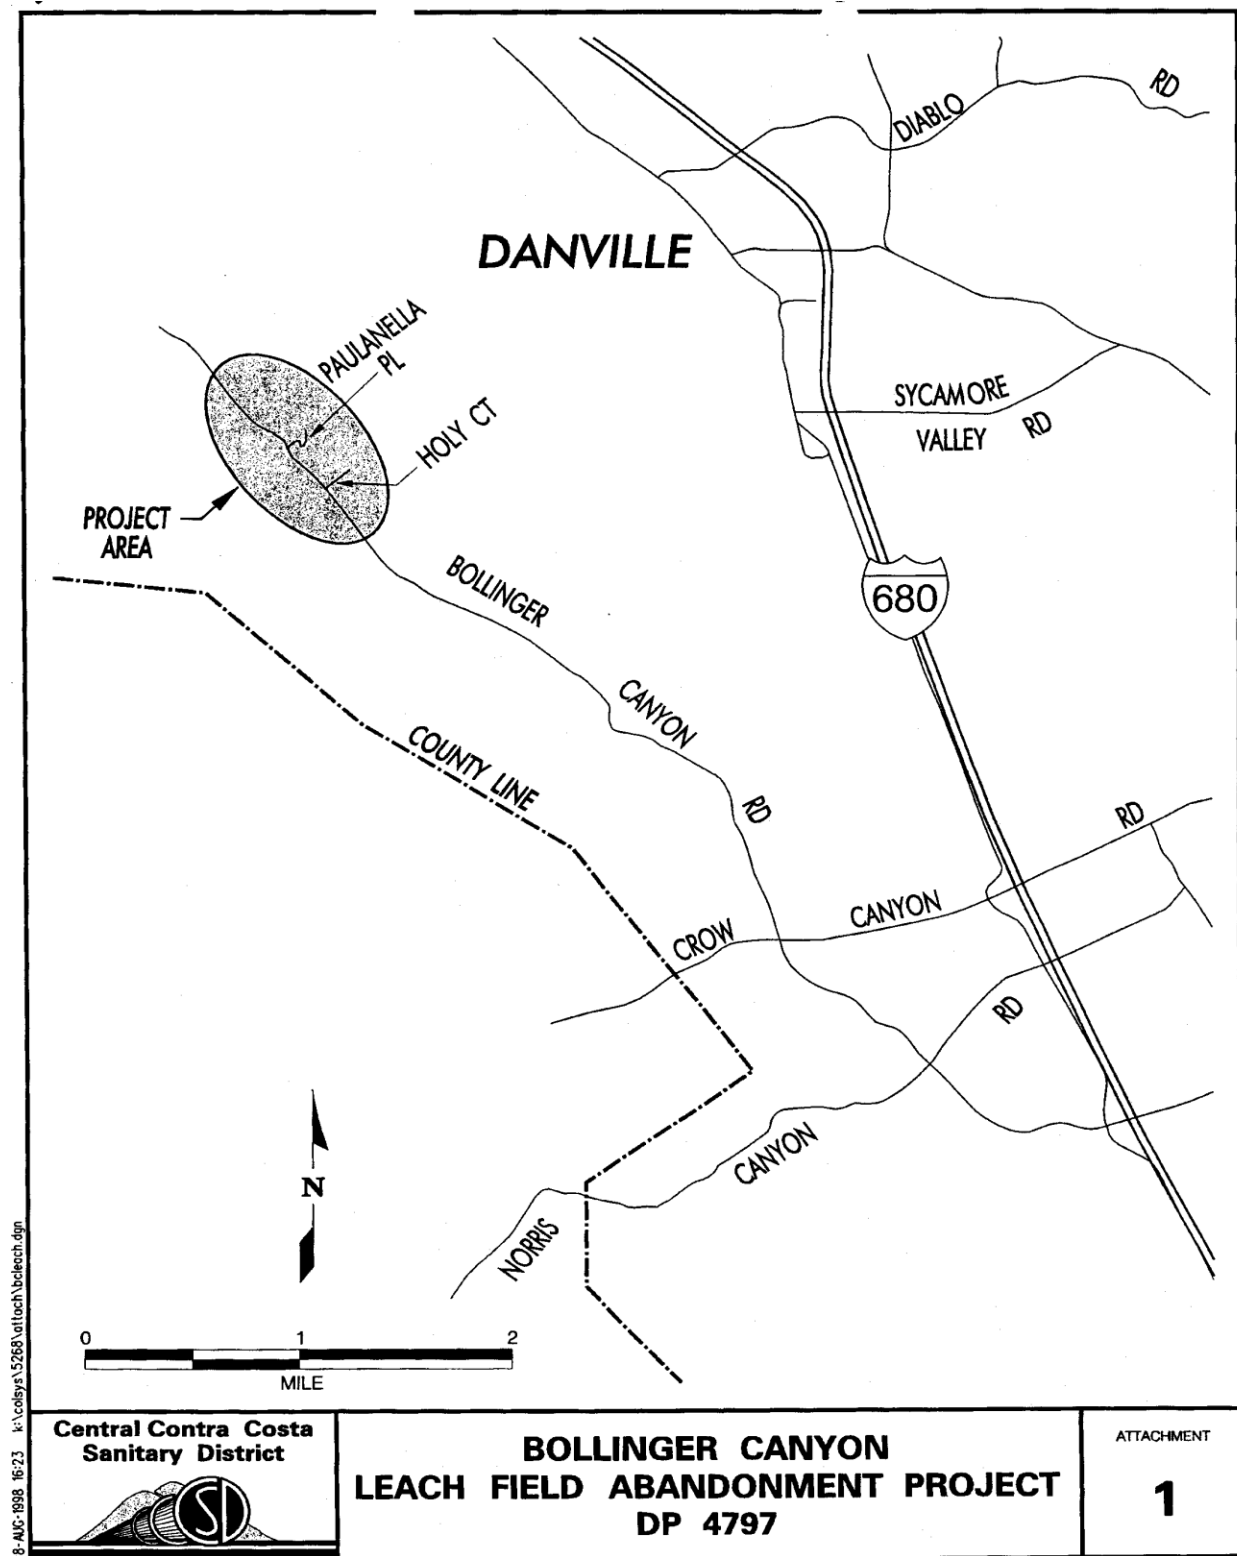 DIABLO
RD
DANVILLE
PAULANELLA
PL
HOLY CT
SYCAMORE
VALLEY RD
PROJECT
AREA
BOLLINGER
CANYON
RD
680
COUNTY LINE
CROW
CANYON
RD
NORRIS
CANYON
RD
N
0 1 2
MILE
8-AUG-1998 16:23 k:\colsys\5268\attach\bcleach.dgn
Central Contra Costa
Sanitary District
SD
BOLLINGER CANYON
LEACH FIELD ABANDONMENT PROJECT
DP 4797
ATTACHMENT
1